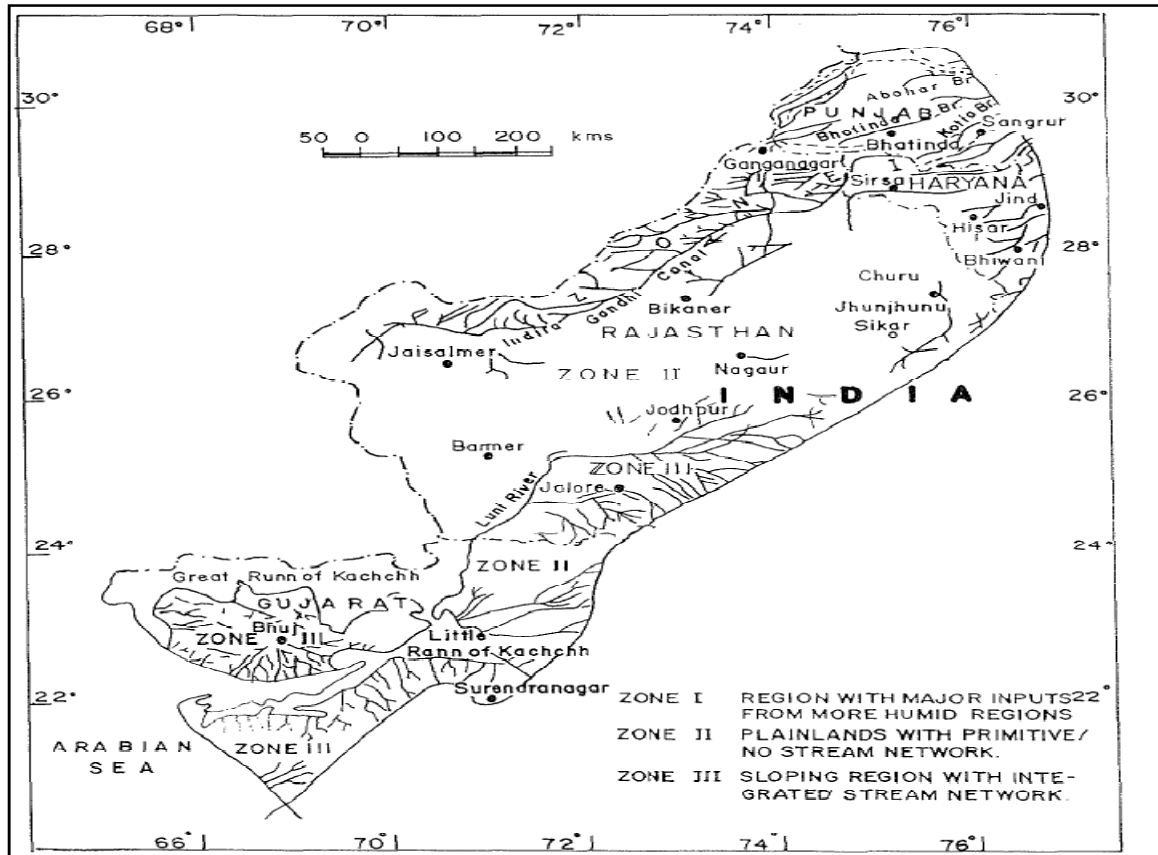 68° 70° 72° 74° 76°
30° 30°
Abohar Br.
PUNJAB
Bhatinda Br.
Kotla Br.
Sangrur
Bhatinda
50 0 100 200 kms
Ganganagar
I
Sirsa HARYANA
Jind
Hisar
28° 28°
Bhiwani
ZONE
Indira Gandhi Canal
Churu
Bikaner
Jhunjhunu
RAJASTHAN
Sikar
Jaisalmer
ZONE II
Nagaur
INDIA
26° 26°
Jodhpur
Barmer
ZONE III
Luni River
Jalore
24° 24°
ZONE II
Great Runn of Kachchh
GUJARAT
Bhuj
ZONE III
Little
Rann of Kachchh
Surendranagar
22° 22°
ZONE I REGION WITH MAJOR INPUTS
FROM MORE HUMID REGIONS
ZONE II PLAINLANDS WITH PRIMITIVE/
NO STREAM NETWORK.
ZONE III SLOPING REGION WITH INTE-
GRATED STREAM NETWORK.
ARABIAN
SEA
ZONE III
66° 70° 72° 74° 76°